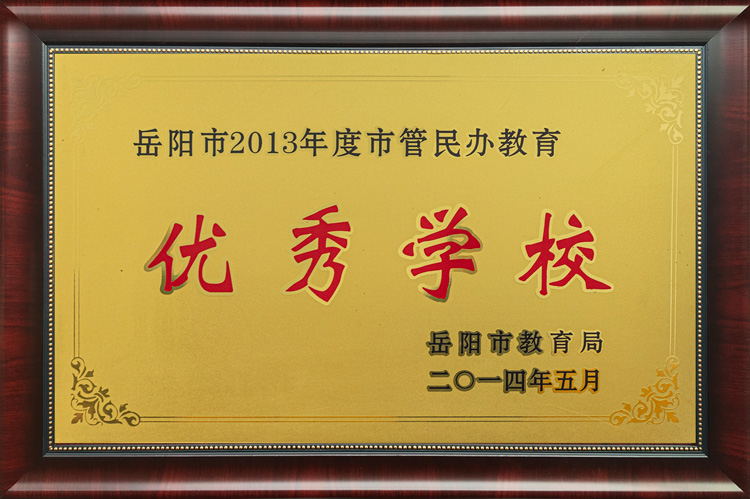 岳阳市2013年度市管民办教育
优秀学校
岳阳市教育局
二〇一四年五月